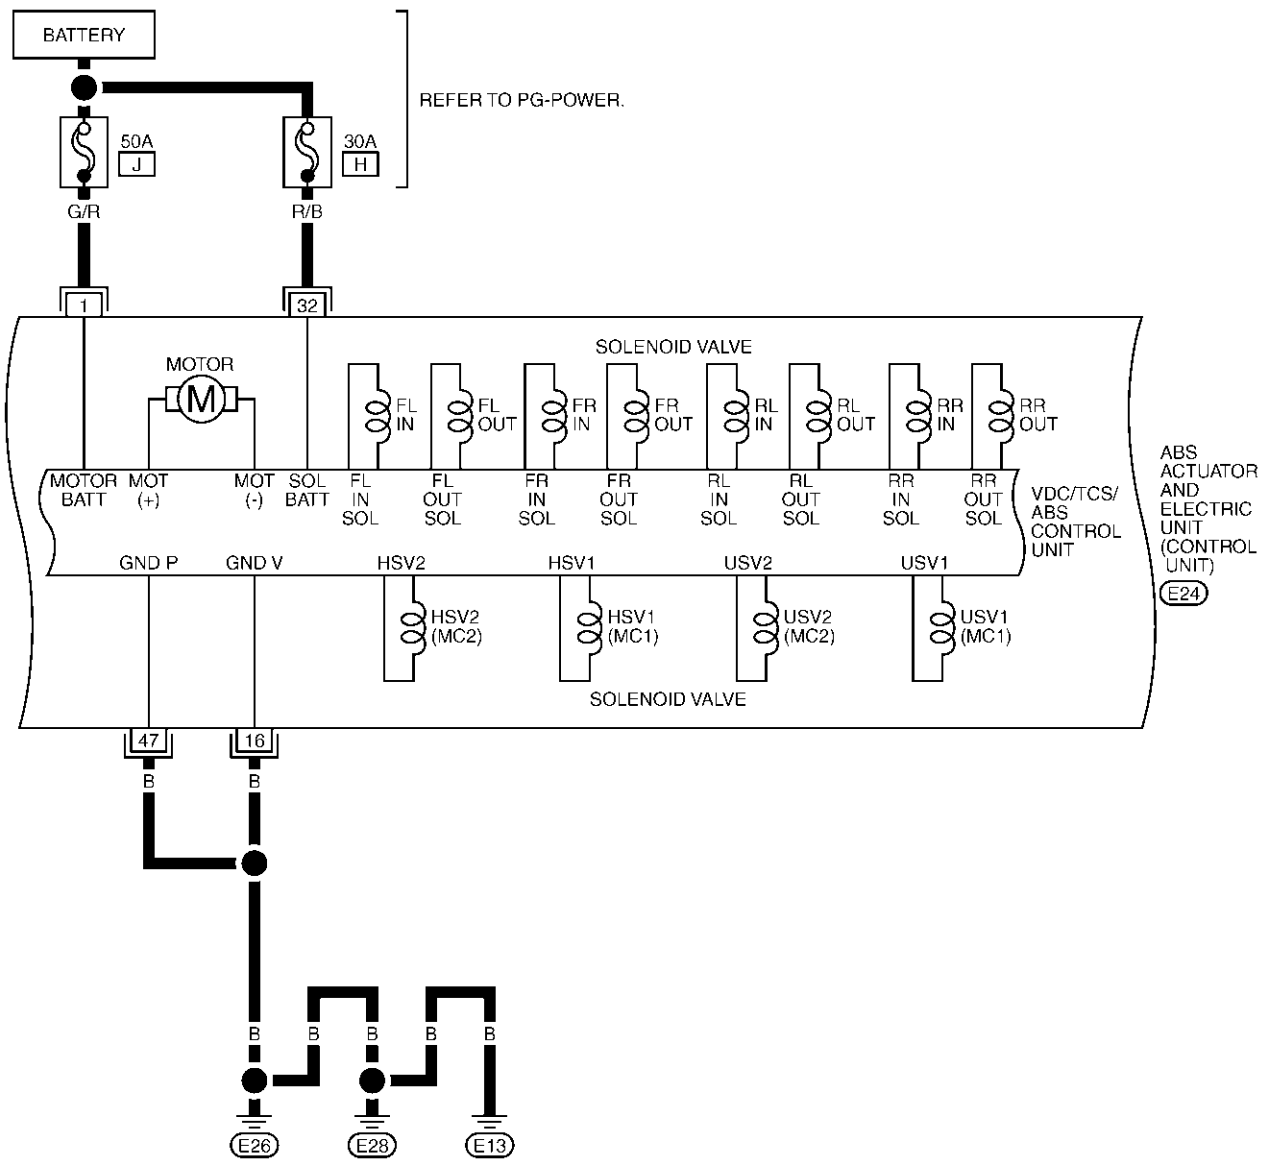 BATTERY
REFER TO PG-POWER.
50A
J
30A
H
G/R
R/B
1
32
SOLENOID VALVE
MOTOR
M
FL
IN
FL
OUT
FR
IN
FR
OUT
RL
IN
RL
OUT
RR
IN
RR
OUT
MOTOR
BATT
MOT
(+)
MOT
(-)
SOL
BATT
FL
IN
SOL
FL
OUT
SOL
FR
IN
SOL
FR
OUT
SOL
RL
IN
SOL
RL
OUT
SOL
RR
IN
SOL
RR
OUT
SOL
VDC/TCS/
ABS
CONTROL
UNIT
ABS
ACTUATOR
AND
ELECTRIC
UNIT
(CONTROL
UNIT)
E24
GND P
GND V
HSV2
HSV1
USV2
USV1
HSV2
(MC2)
HSV1
(MC1)
USV2
(MC2)
USV1
(MC1)
SOLENOID VALVE
47
16
B
B
B
B
B
B
B
E26
E28
E13